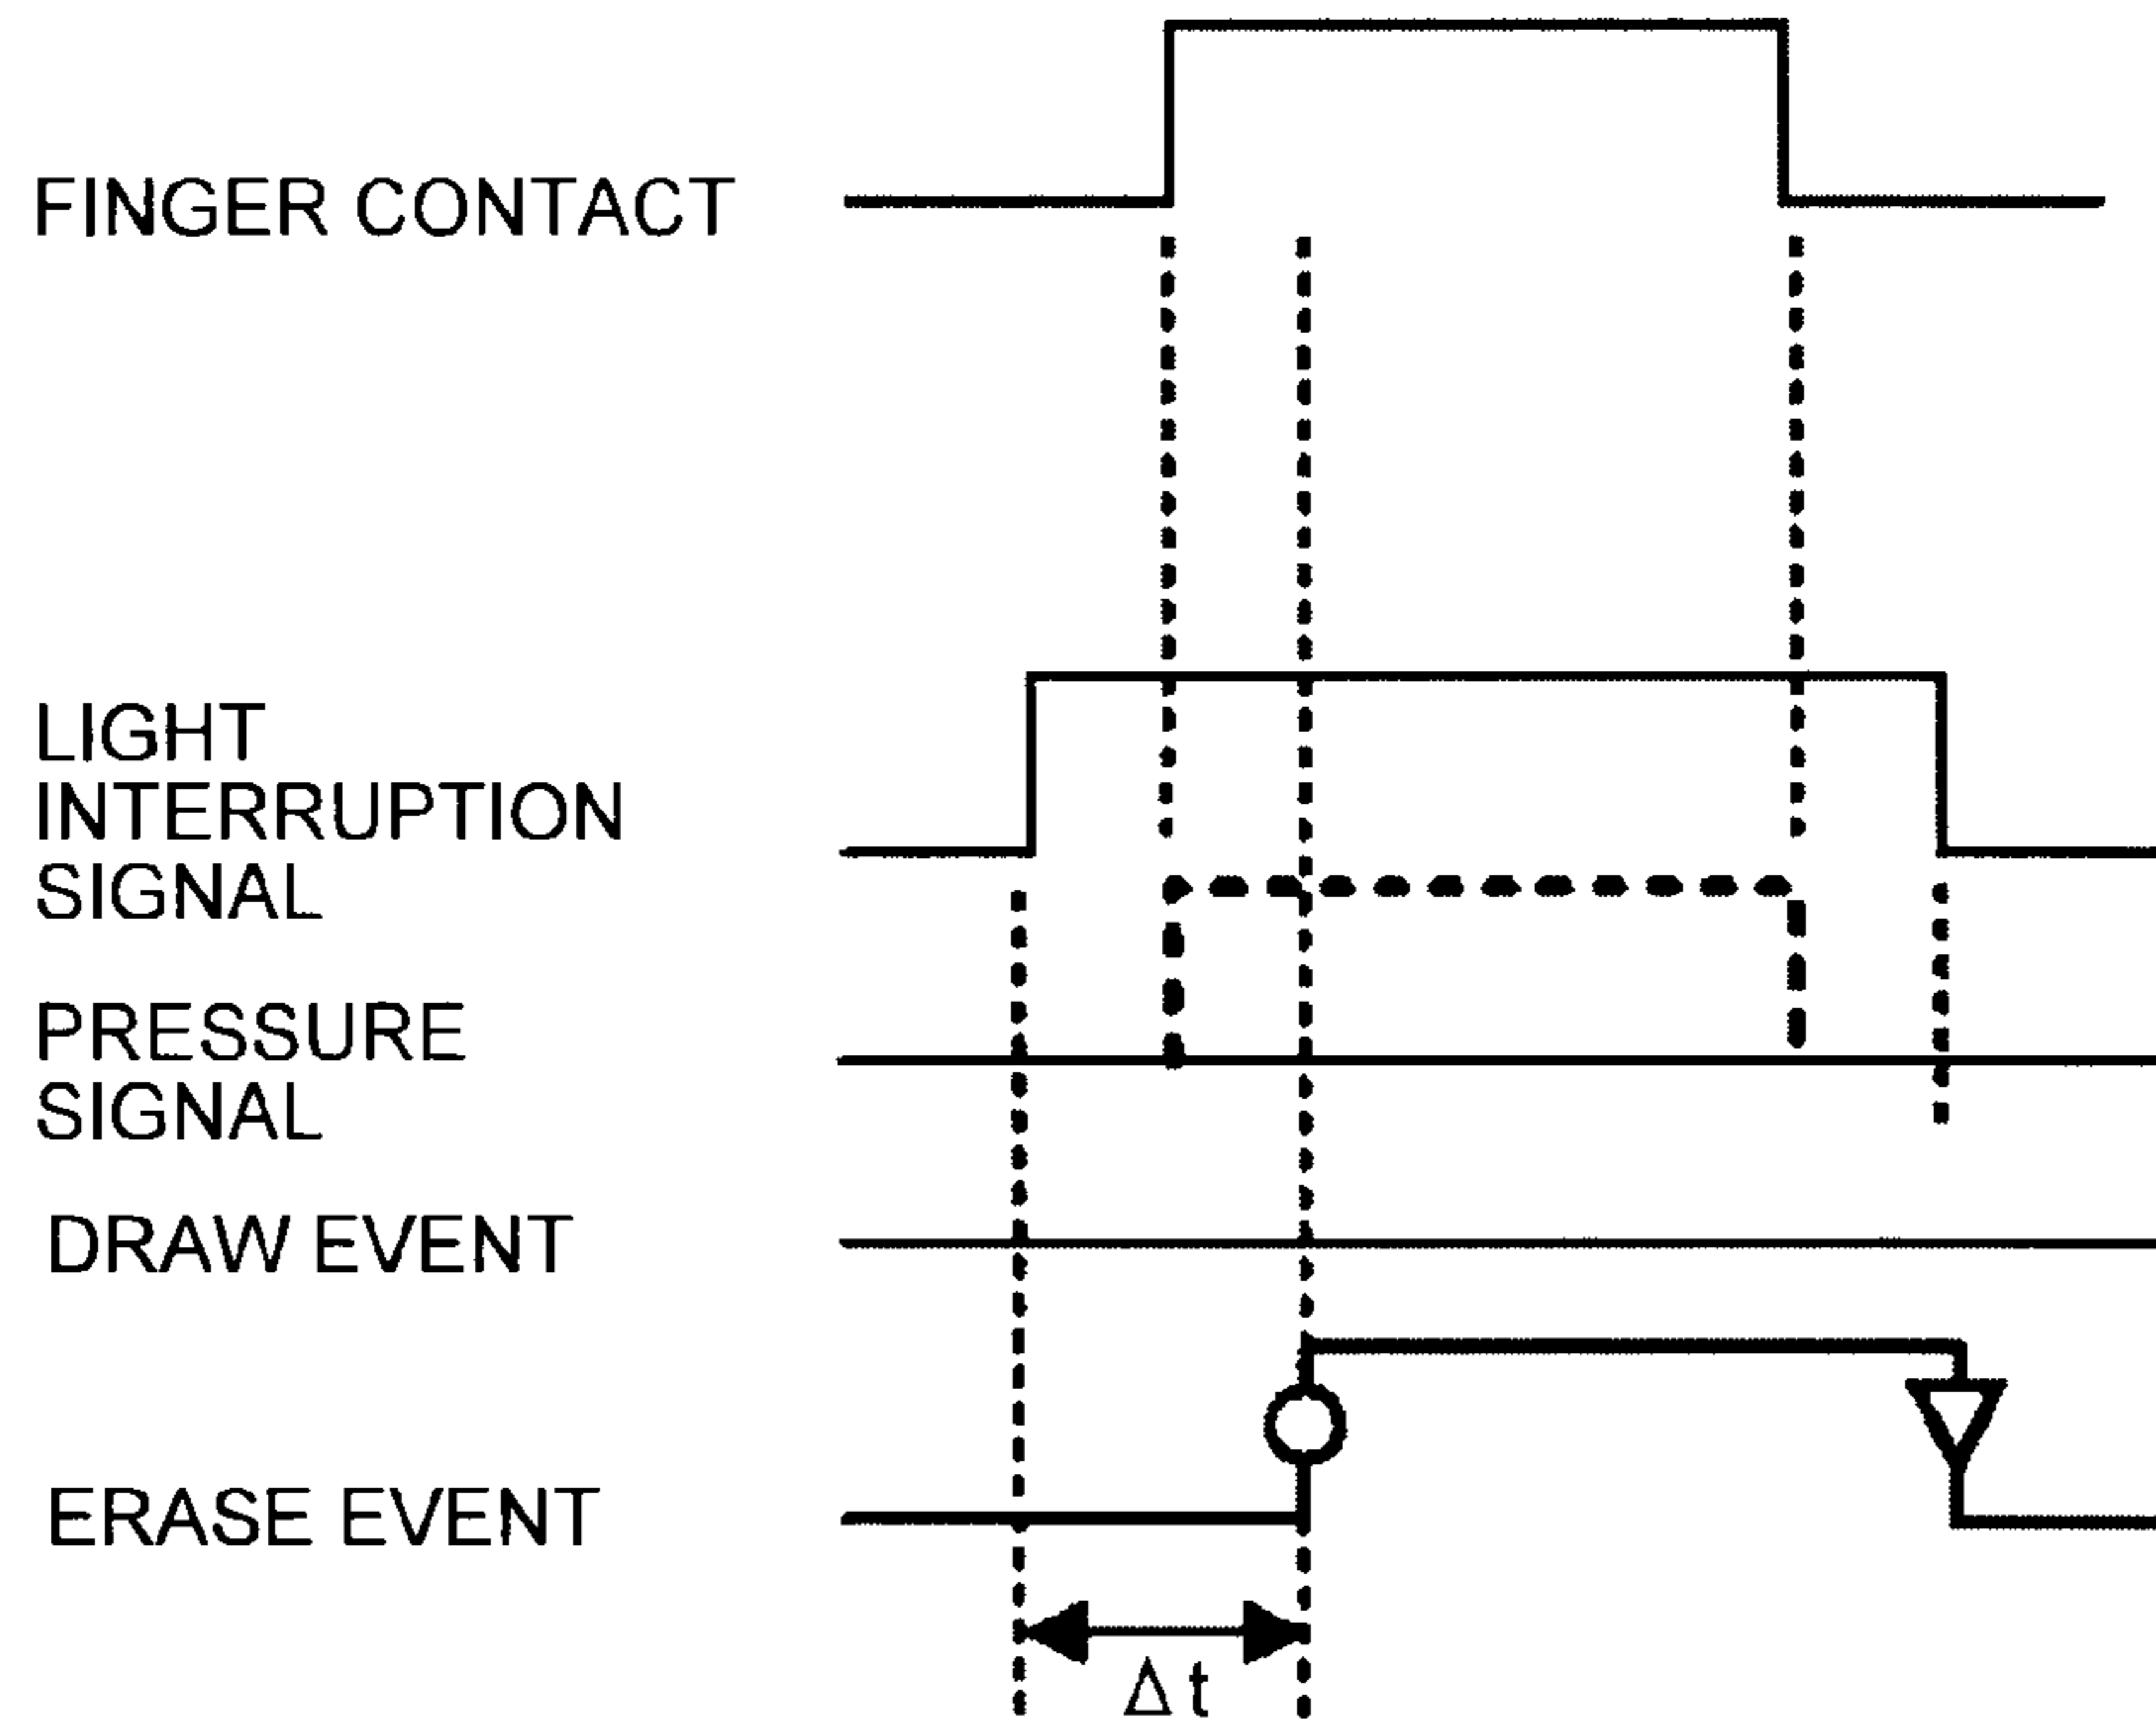 FINGER CONTACT
LIGHT
INTERRUPTION
SIGNAL
PRESSURE
SIGNAL
DRAW EVENT
ERASE EVENT
Δt